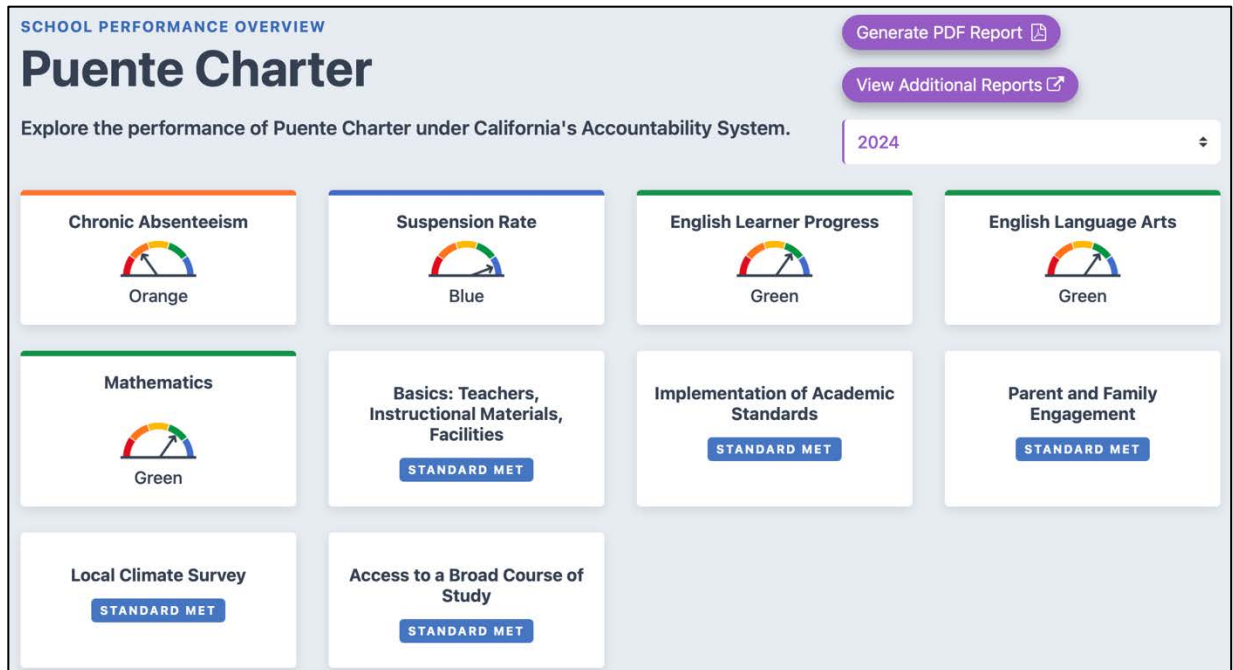 SCHOOL PERFORMANCE OVERVIEW
Puente Charter
Explore the performance of Puente Charter under California's Accountability System.
Generate PDF Report
View Additional Reports
2024
Chronic Absenteeism
Orange
Suspension Rate
Blue
English Learner Progress
Green
English Language Arts
Green
Mathematics
Green
Basics: Teachers,
Instructional Materials,
Facilities
STANDARD MET
Implementation of Academic
Standards
STANDARD MET
Parent and Family
Engagement
STANDARD MET
Local Climate Survey
STANDARD MET
Access to a Broad Course of
Study
STANDARD MET